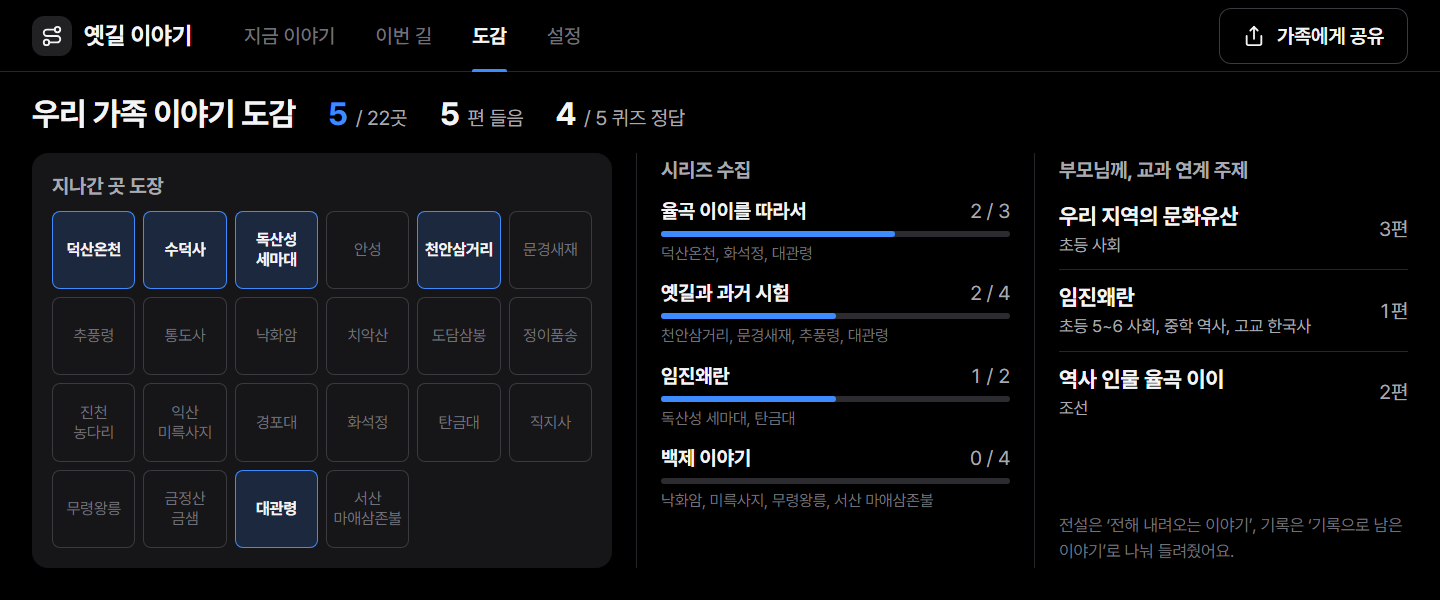 옛길 이야기
지금 이야기
이번 길
도감
설정
가족에게 공유
우리 가족 이야기 도감
5 / 22곳
5 편 들음
4 / 5 퀴즈 정답
지나간 곳 도장
덕산온천
수덕사
독산성
세마대
안성
천안삼거리
문경새재
추풍령
통도사
낙화암
치악산
도담삼봉
정이품송
진천
농다리
익산
미륵사지
경포대
화석정
탄금대
직지사
무령왕릉
금정산
금샘
대관령
서산
마애삼존불
시리즈 수집
율곡 이이를 따라서 2 / 3
덕산온천, 화석정, 대관령
옛길과 과거 시험 2 / 4
천안삼거리, 문경새재, 추풍령, 대관령
임진왜란 1 / 2
독산성 세마대, 탄금대
백제 이야기 0 / 4
낙화암, 미륵사지, 무령왕릉, 서산 마애삼존불
부모님께, 교과 연계 주제
우리 지역의 문화유산
초등 사회
3편
임진왜란
초등 5~6 사회, 중학 역사, 고교 한국사
1편
역사 인물 율곡 이이
조선
2편
전설은 ‘전해 내려오는 이야기’, 기록은 ‘기록으로 남은
이야기’로 나눠 들려줬어요.